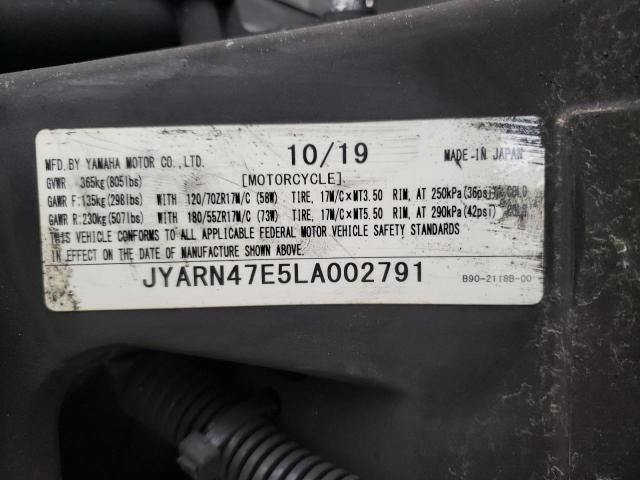 MFD.BY YAMAHA MOTOR CO.,LTD. 10/19 MADE IN JAPAN
GVWR 365kg(805lbs) [MOTORCYCLE]
GAWR F:135kg(298lbs) WITH 120/70ZR17M/C (58W) TIRE, 17M/C×MT3.50 RIM, AT 250kPa(36psi) COLD
GAWR R:230kg(507lbs) WITH 180/55ZR17M/C (73W) TIRE, 17M/C×MT5.50 RIM, AT 290kPa(42psi) COLD
THIS VEHICLE CONFORMS TO ALL APPLICABLE FEDERAL MOTOR VEHICLE SAFETY STANDARDS
IN EFFECT ON THE DATE OF MANUFACTURE SHOWN ABOVE.
JYARN47E5LA002791 B90-2118B-00